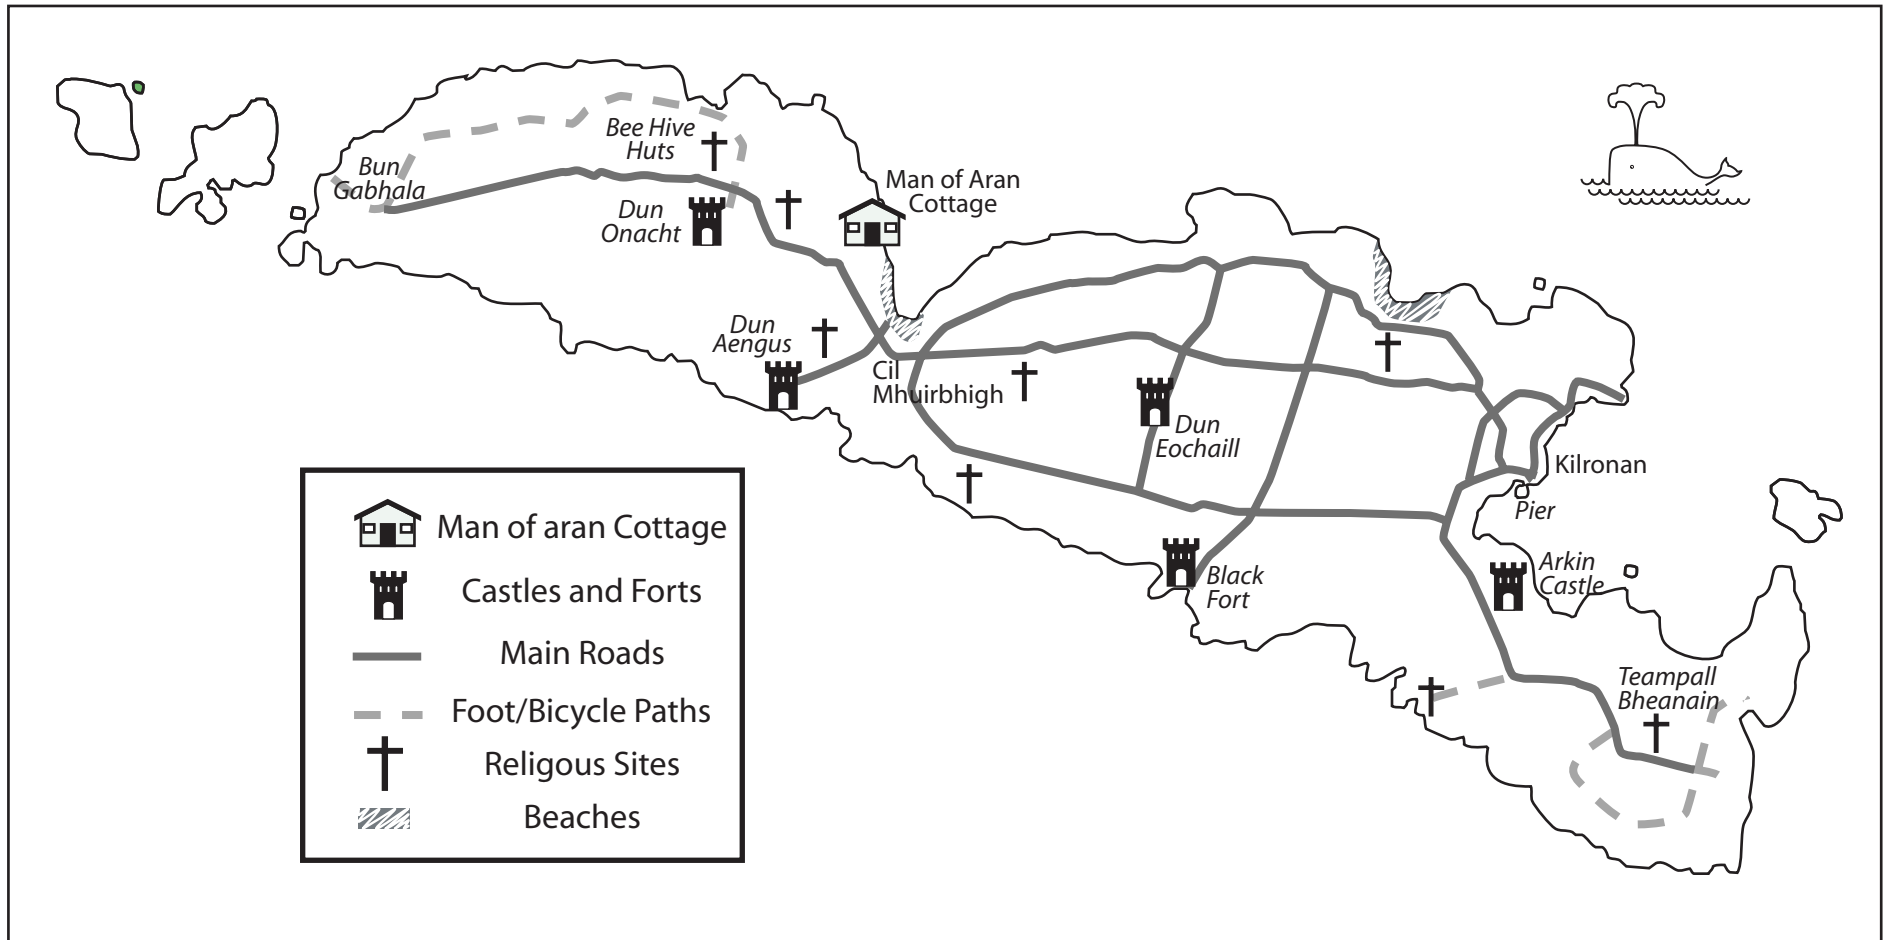 Bee Hive
Huts
Bun
Gabhala
Man of Aran
Cottage
Dun
Onacht
Dun
Aengus
Cil
Mhuirbhigh
Dun
Eochaill
Kilronan
Pier
Black
Fort
Arkin
Castle
Teampall
Bheanain
Man of aran Cottage
Castles and Forts
Main Roads
Foot/Bicycle Paths
Religous Sites
Beaches